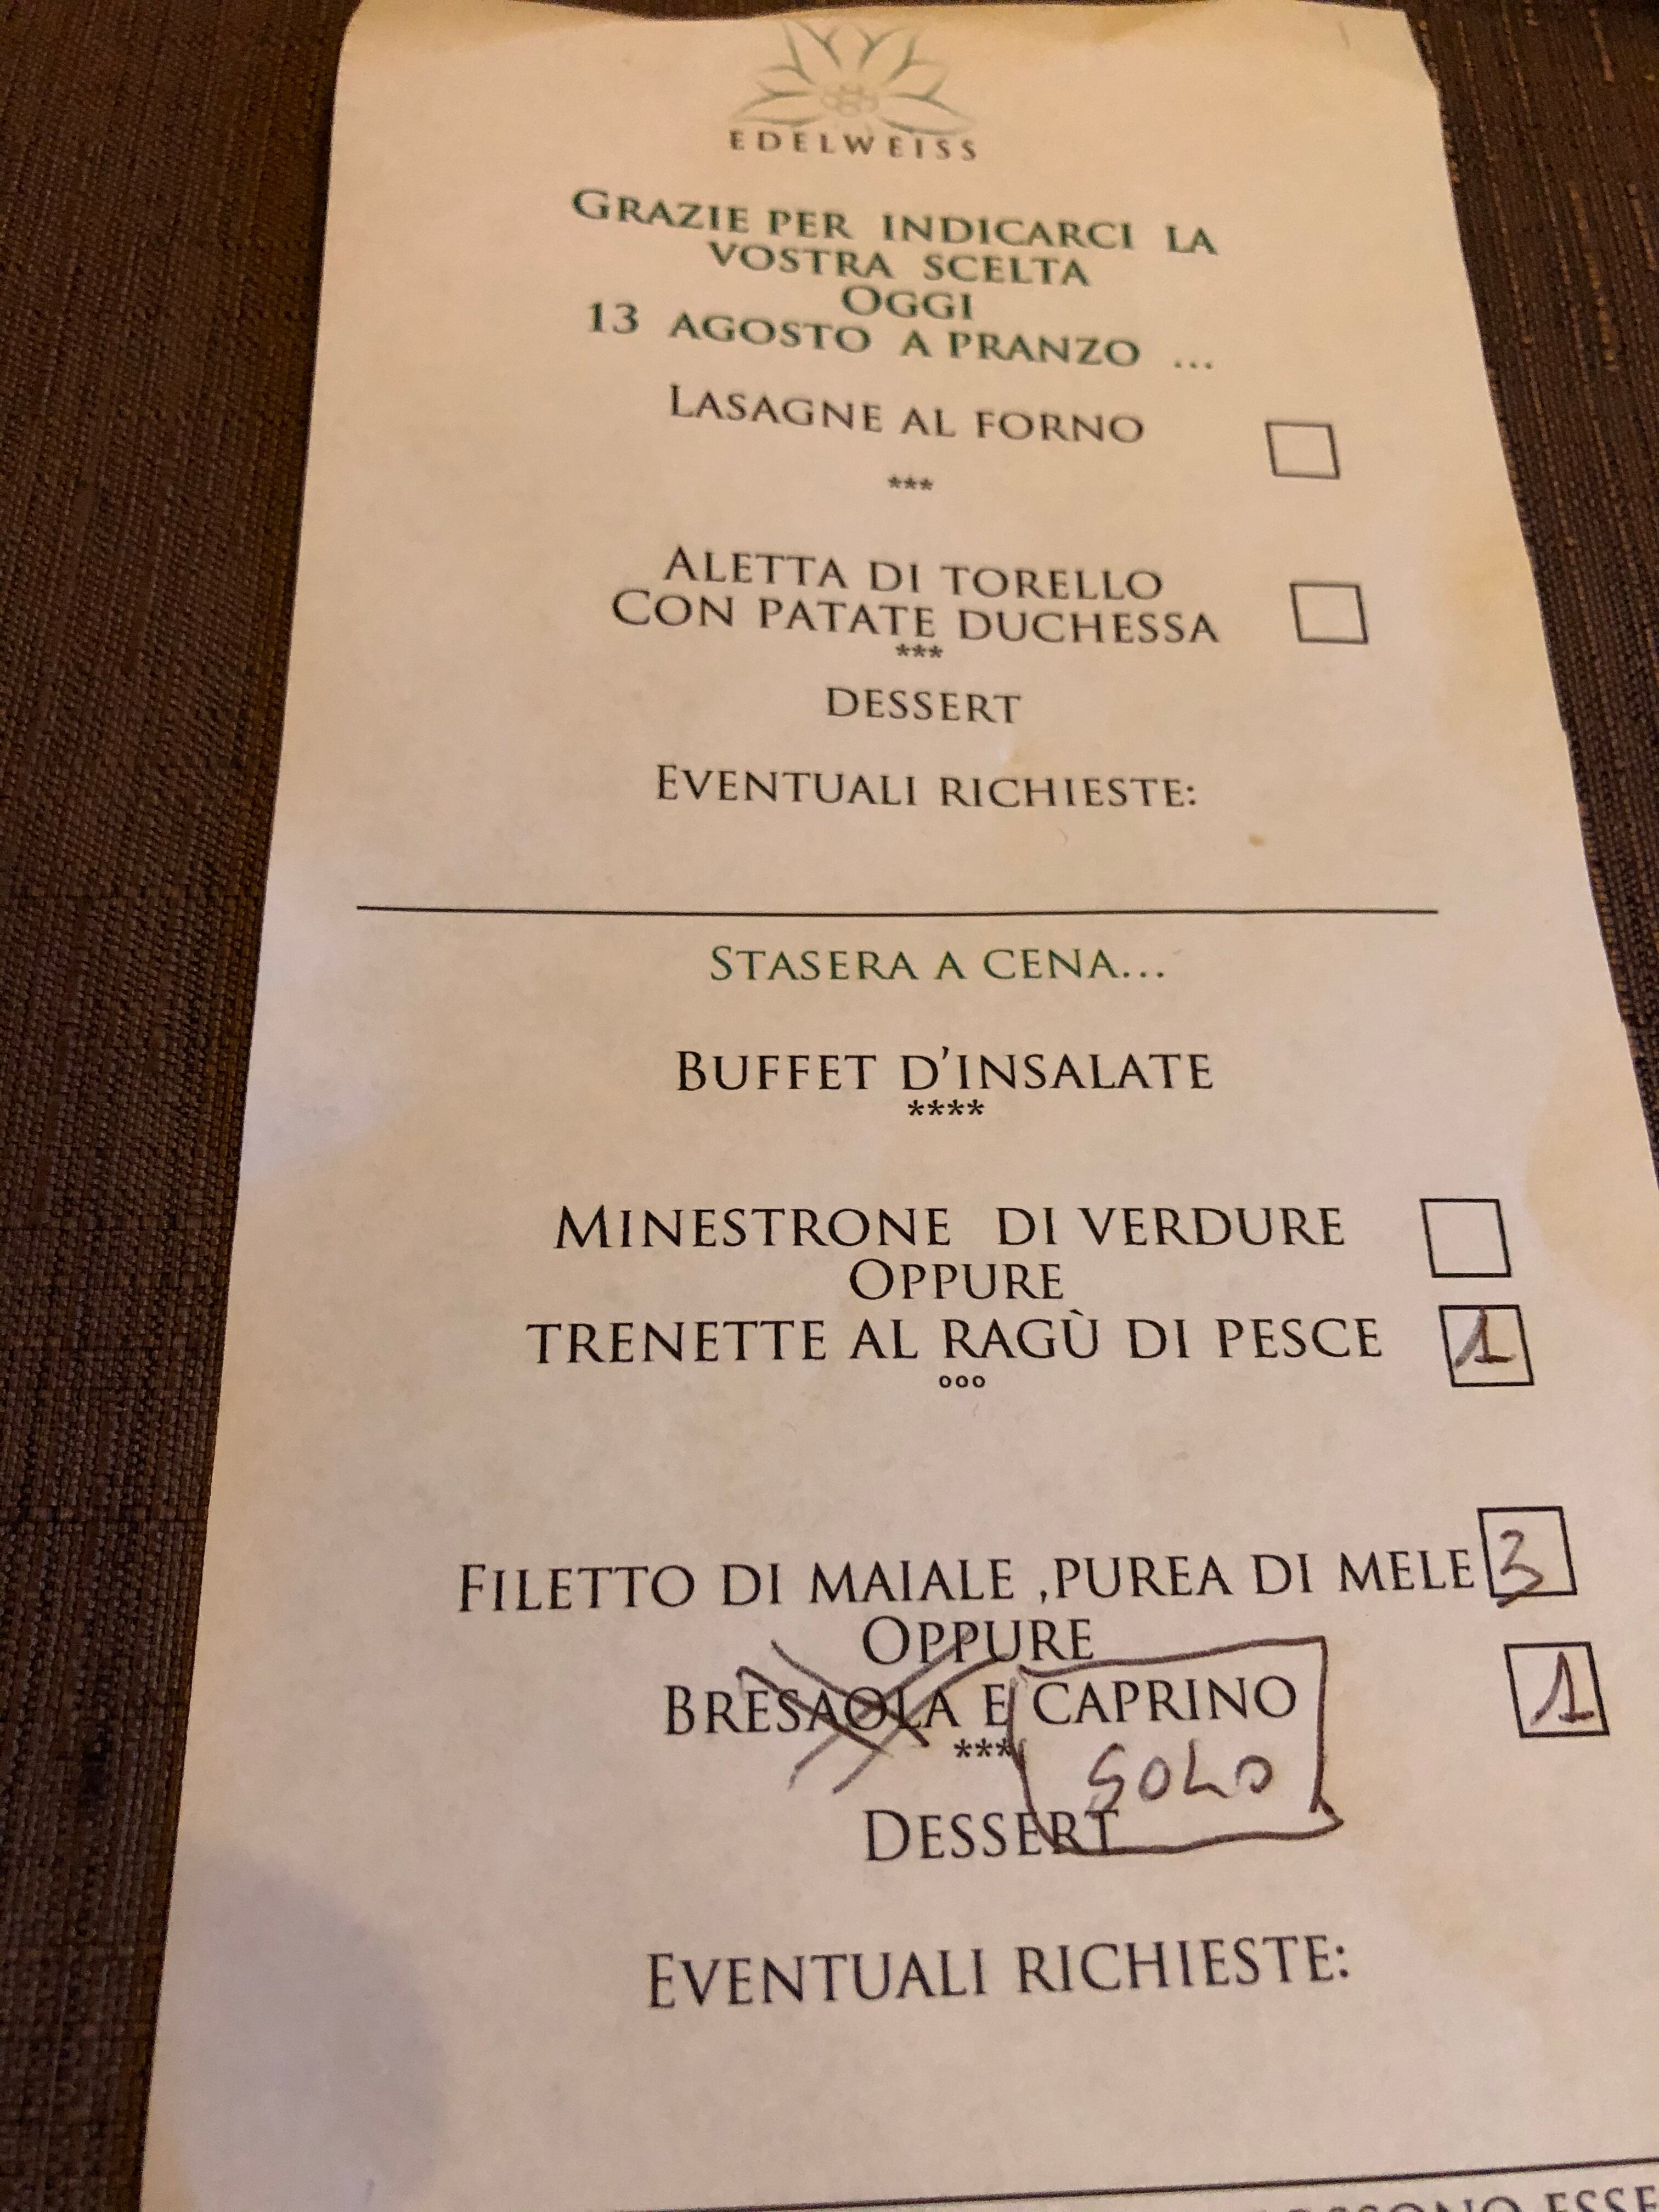 EDELWEISS
GRAZIE PER INDICARCI LA
VOSTRA SCELTA
OGGI
13 AGOSTO A PRANZO ...
LASAGNE AL FORNO
***
ALETTA DI TORELLO
CON PATATE DUCHESSA
***
DESSERT
EVENTUALI RICHIESTE:
STASERA A CENA...
BUFFET D'INSALATE
****
MINESTRONE DI VERDURE
OPPURE
TRENETTE AL RAGÙ DI PESCE 1
°°°
FILETTO DI MAIALE ,PUREA DI MELE 3
OPPURE
BRESAOLA E CAPRINO 1
***
SOLO
DESSERT
EVENTUALI RICHIESTE: